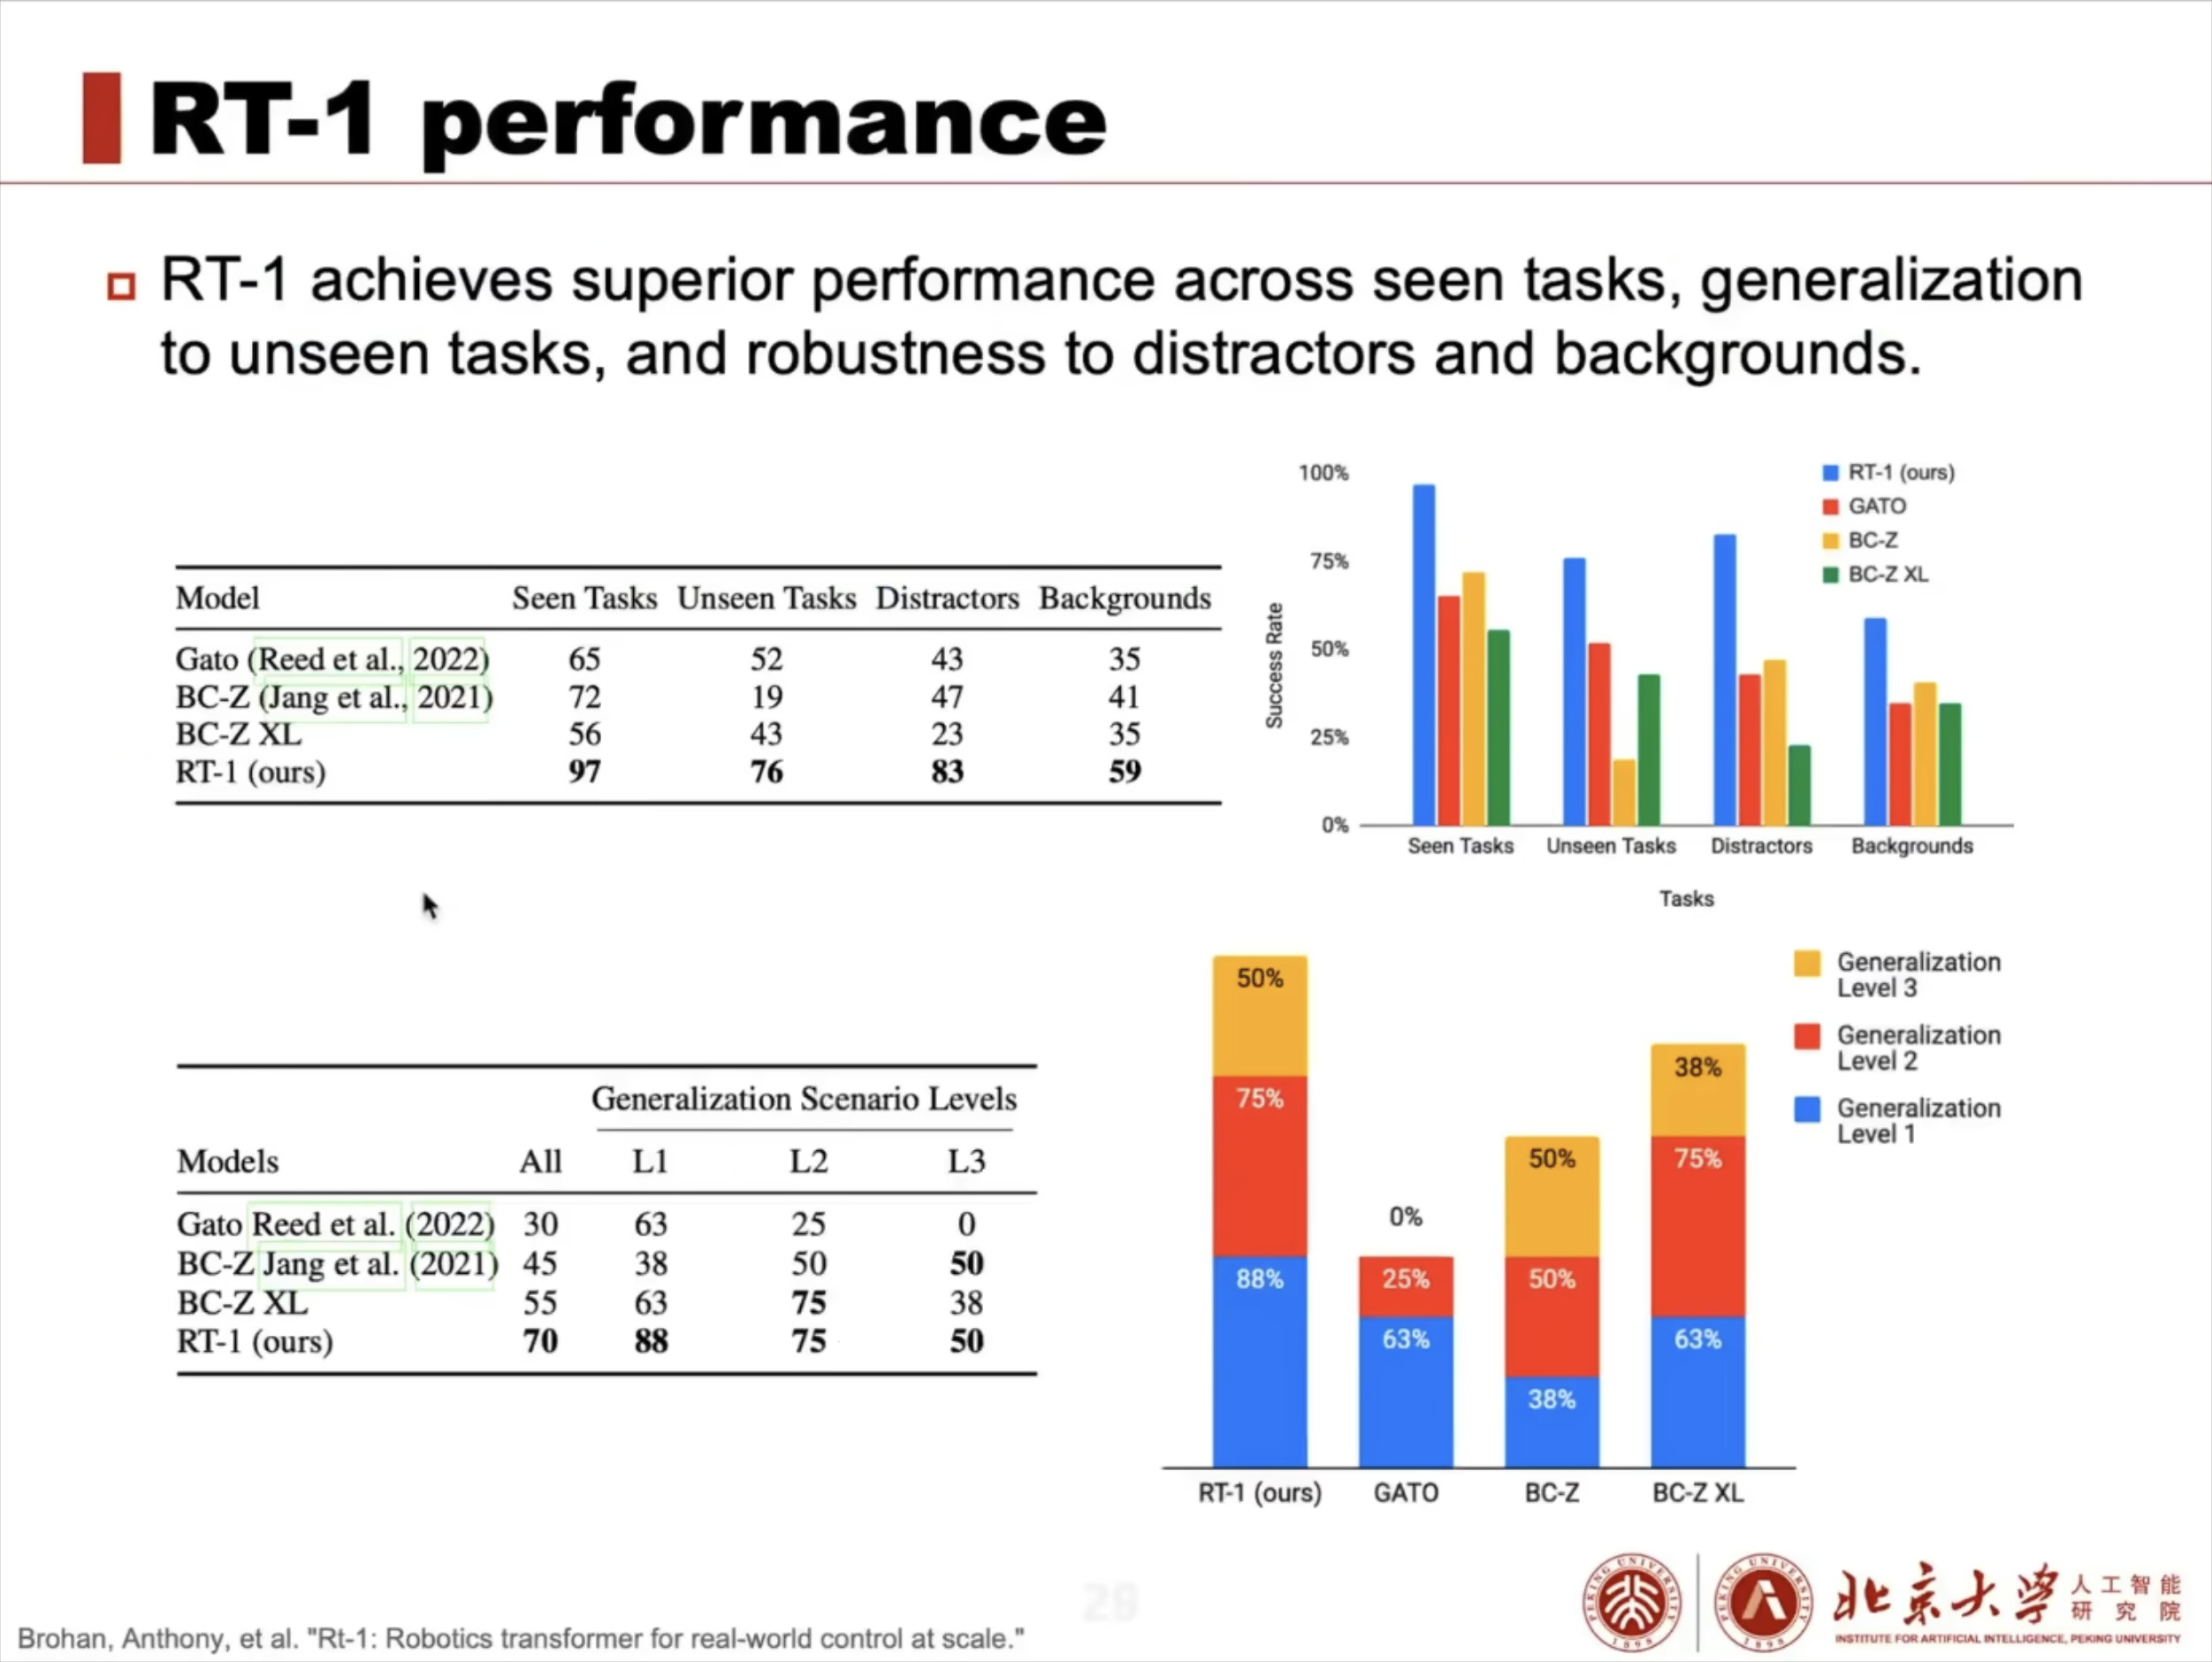 RT-1 performance
RT-1 achieves superior performance across seen tasks, generalization
to unseen tasks, and robustness to distractors and backgrounds.
Model Seen Tasks Unseen Tasks Distractors Backgrounds
Gato (Reed et al., 2022) 65 52 43 35
BC-Z (Jang et al., 2021) 72 19 47 41
BC-Z XL 56 43 23 35
RT-1 (ours) 97 76 83 59
100%
75%
50%
25%
0%
Success Rate
RT-1 (ours)
GATO
BC-Z
BC-Z XL
Seen Tasks Unseen Tasks Distractors Backgrounds
Tasks
Generalization Scenario Levels
Models All L1 L2 L3
Gato Reed et al. (2022) 30 63 25 0
BC-Z Jang et al. (2021) 45 38 50 50
BC-Z XL 55 63 75 38
RT-1 (ours) 70 88 75 50
50%
75%
88%
0%
25%
63%
50%
50%
38%
38%
75%
63%
RT-1 (ours) GATO BC-Z BC-Z XL
Generalization
Level 3
Generalization
Level 2
Generalization
Level 1
28
Brohan, Anthony, et al. "Rt-1: Robotics transformer for real-world control at scale."
PEKING UNIVERSITY
1898
PEKING UNIVERSITY
1898
北京大学
人工智能
研究院
INSTITUTE FOR ARTIFICIAL INTELLIGENCE, PEKING UNIVERSITY